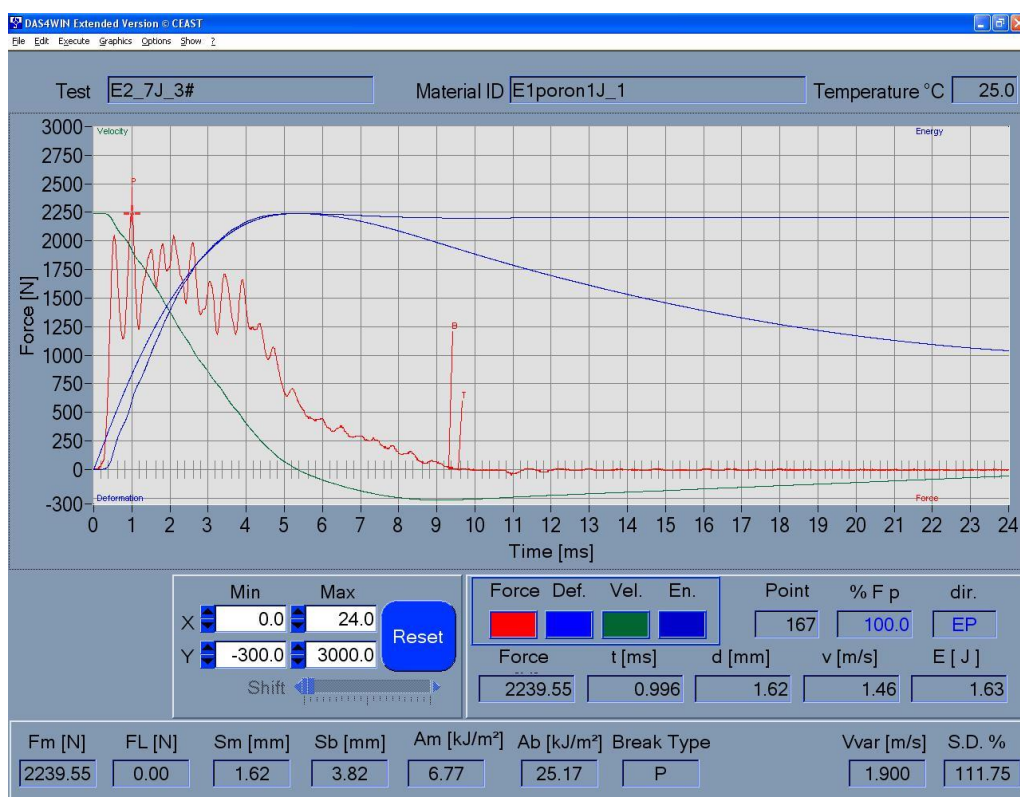 DAS4WIN Extended Version © CEAST
File Edit Execute Graphics Options Show ?
Test E2_7J_3# Material ID E1poron1J_1 Temperature °C 25.0
Velocity
Energy
P
B
T
Deformation
Force
3000
2750
2500
2250
2000
1750
1500
1250
1000
750
500
250
0
-300
Force [N]
0 1 2 3 4 5 6 7 8 9 10 11 12 13 14 15 16 17 18 19 20 21 22 23 24
Time [ms]
Min Max
X 0.0 24.0
Y -300.0 3000.0
Reset
Shift
Force Def. Vel. En.
Point % F p dir.
167 100.0 EP
Force t [ms] d [mm] v [m/s] E [ J ]
2239.55 0.996 1.62 1.46 1.63
Fm [N] FL [N] Sm [mm] Sb [mm] Am [kJ/m²] Ab [kJ/m²] Break Type Vvar [m/s] S.D. %
2239.55 0.00 1.62 3.82 6.77 25.17 P 1.900 111.75